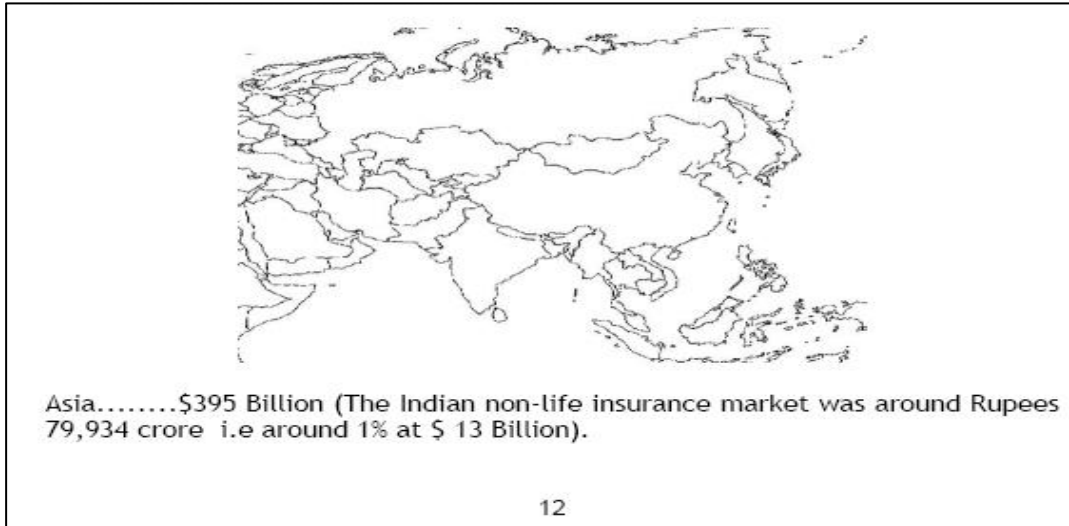 Asia........$395 Billion (The Indian non-life insurance market was around Rupees
79,934 crore  i.e around 1% at $ 13 Billion).
12